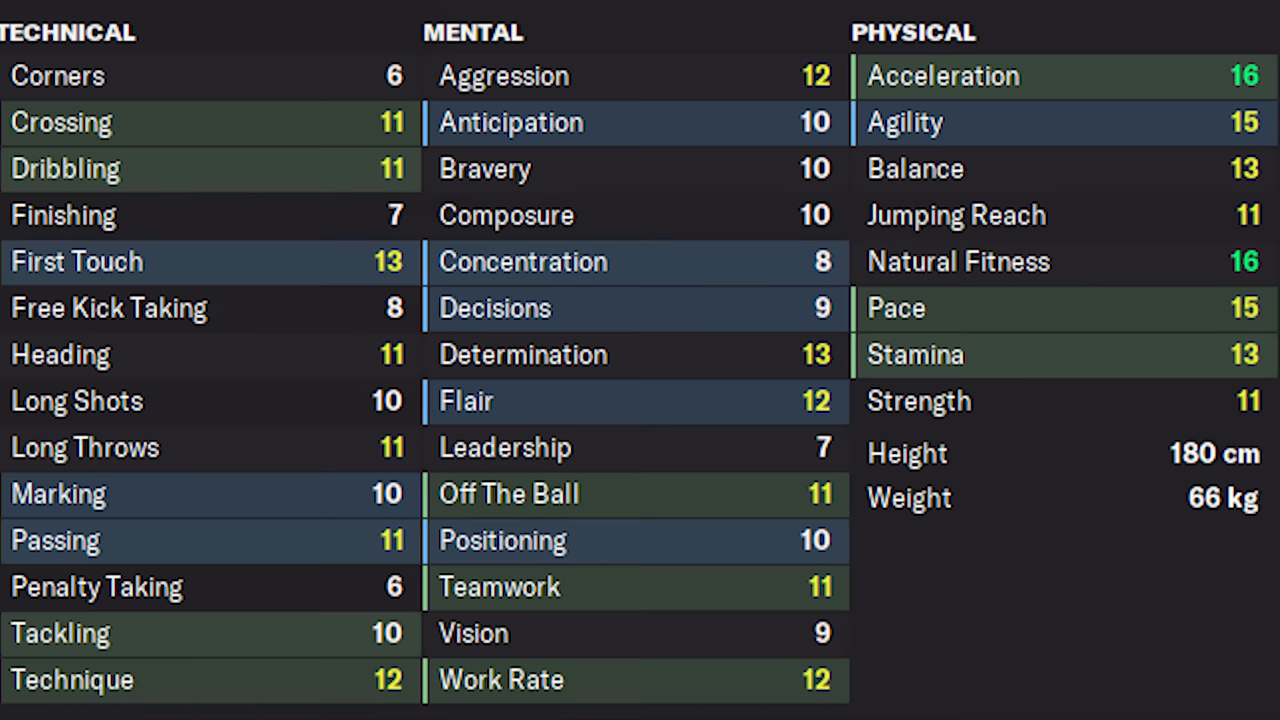 TECHNICAL
Corners 6
Crossing 11
Dribbling 11
Finishing 7
First Touch 13
Free Kick Taking 8
Heading 11
Long Shots 10
Long Throws 11
Marking 10
Passing 11
Penalty Taking 6
Tackling 10
Technique 12
MENTAL
Aggression 12
Anticipation 10
Bravery 10
Composure 10
Concentration 8
Decisions 9
Determination 13
Flair 12
Leadership 7
Off The Ball 11
Positioning 10
Teamwork 11
Vision 9
Work Rate 12
PHYSICAL
Acceleration 16
Agility 15
Balance 13
Jumping Reach 11
Natural Fitness 16
Pace 15
Stamina 13
Strength 11
Height 180 cm
Weight 66 kg